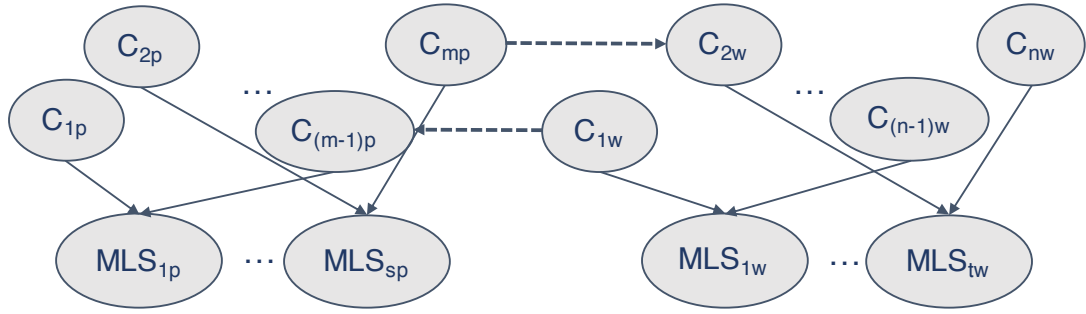 C2p Cmp C2w Cnw
... ...
C1p C(m-1)p C1w C(n-1)w
MLS1p ... MLSsp MLS1w ... MLStw